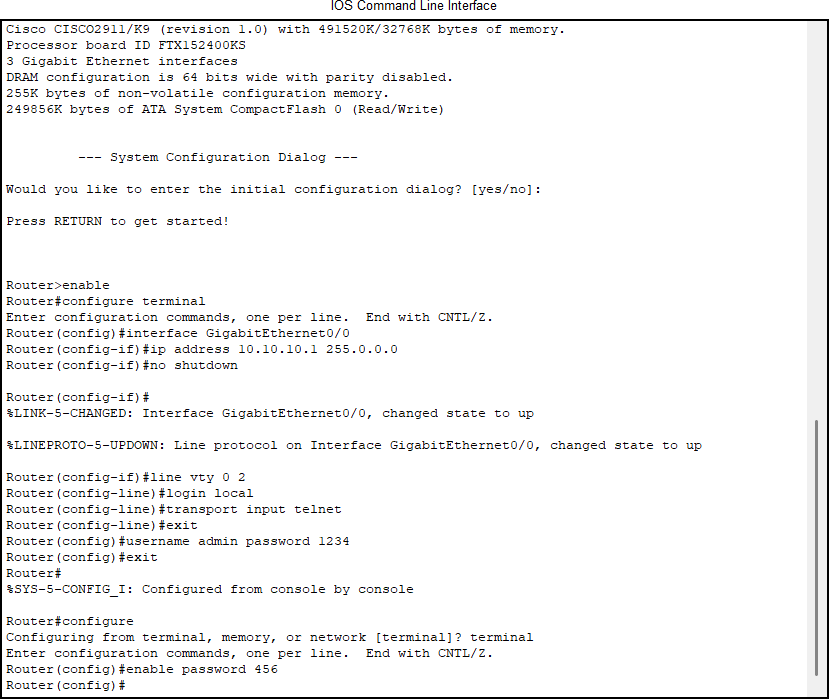 IOS Command Line Interface
Cisco CISCO2911/K9 (revision 1.0) with 491520K/32768K bytes of memory.
Processor board ID FTX152400KS
3 Gigabit Ethernet interfaces
DRAM configuration is 64 bits wide with parity disabled.
255K bytes of non-volatile configuration memory.
249856K bytes of ATA System CompactFlash 0 (Read/Write)
--- System Configuration Dialog ---
Would you like to enter the initial configuration dialog? [yes/no]:
Press RETURN to get started!
Router>enable
Router#configure terminal
Enter configuration commands, one per line.  End with CNTL/Z.
Router(config)#interface GigabitEthernet0/0
Router(config-if)#ip address 10.10.10.1 255.0.0.0
Router(config-if)#no shutdown
Router(config-if)#
%LINK-5-CHANGED: Interface GigabitEthernet0/0, changed state to up
%LINEPROTO-5-UPDOWN: Line protocol on Interface GigabitEthernet0/0, changed state to up
Router(config-if)#line vty 0 2
Router(config-line)#login local
Router(config-line)#transport input telnet
Router(config-line)#exit
Router(config)#username admin password 1234
Router(config)#exit
Router#
%SYS-5-CONFIG_I: Configured from console by console
Router#configure
Configuring from terminal, memory, or network [terminal]? terminal
Enter configuration commands, one per line.  End with CNTL/Z.
Router(config)#enable password 456
Router(config)#